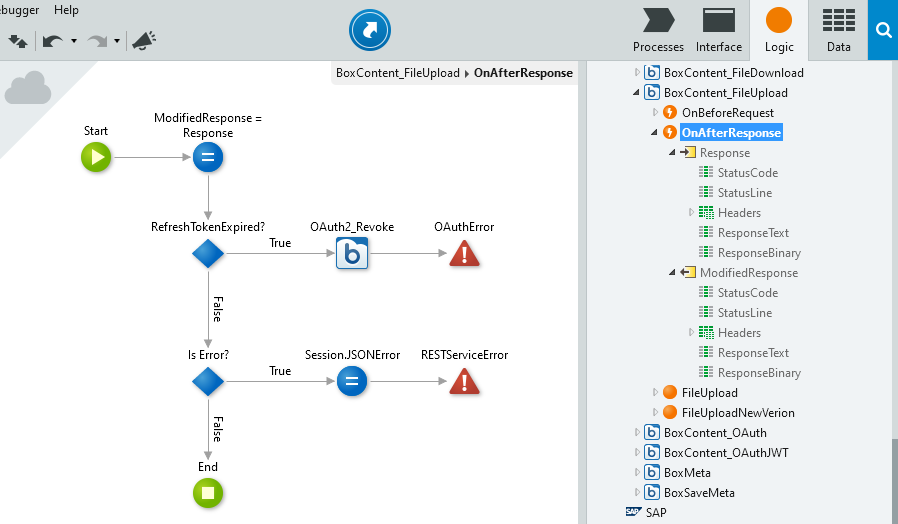 ebugger Help
Processes Interface Logic Data
BoxContent_FileUpload ▸ OnAfterResponse
Start
ModifiedResponse =
Response
RefreshTokenExpired?
True
OAuth2_Revoke
OAuthError
False
Is Error?
True
Session.JSONError
RESTServiceError
False
End
BoxContent_FileDownload
BoxContent_FileUpload
OnBeforeRequest
OnAfterResponse
Response
StatusCode
StatusLine
Headers
ResponseText
ResponseBinary
ModifiedResponse
StatusCode
StatusLine
Headers
ResponseText
ResponseBinary
FileUpload
FileUploadNewVerion
BoxContent_OAuth
BoxContent_OAuthJWT
BoxMeta
BoxSaveMeta
SAP SAP